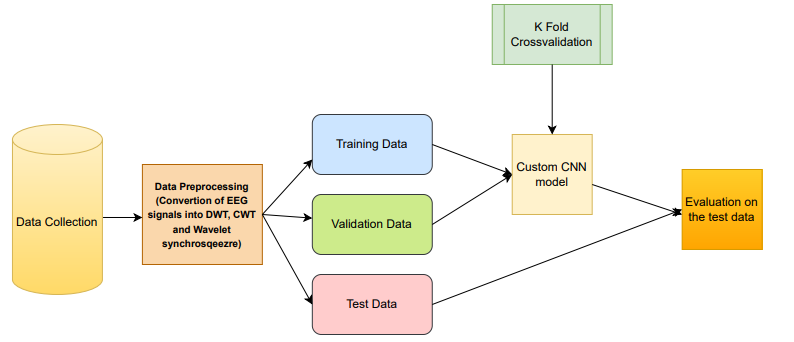 K Fold
Crossvalidation
Data Collection
Data Preprocessing
(Convertion of EEG
signals into DWT, CWT
and Wavelet
synchrosqeezre)
Training Data
Validation Data
Test Data
Custom CNN
model
Evaluation on
the test data